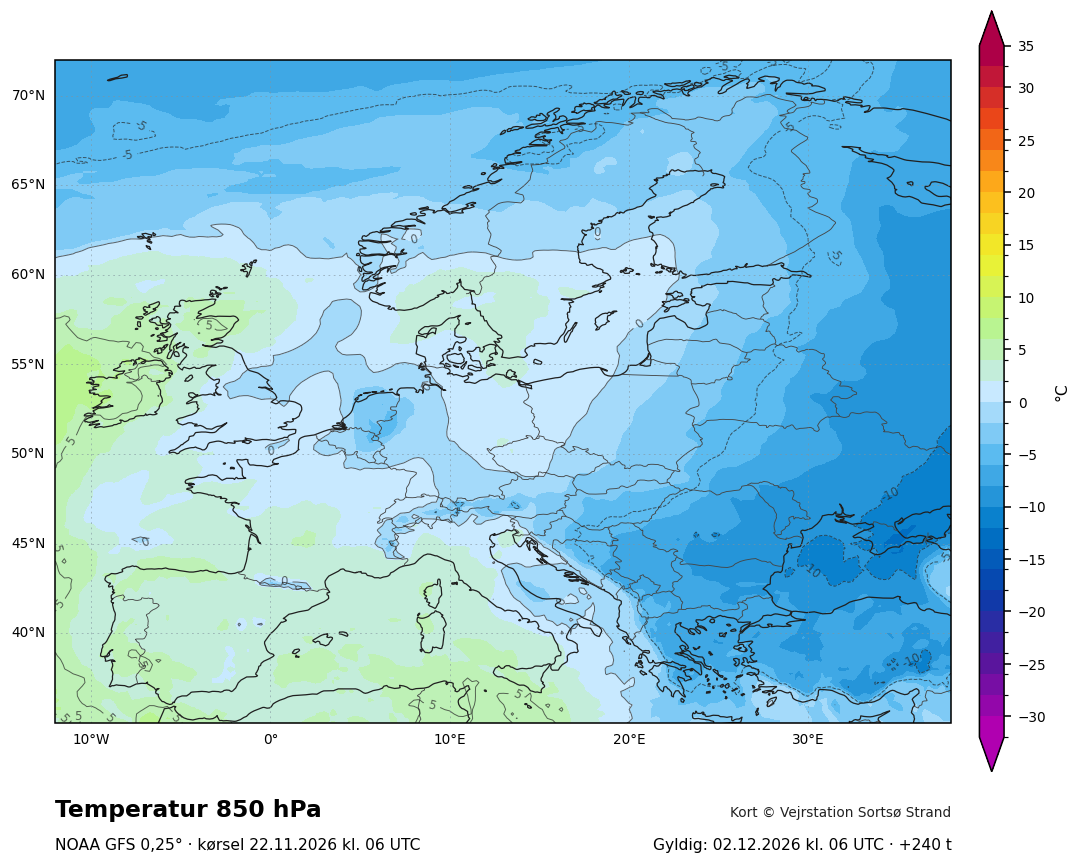 70°N
65°N
60°N
55°N
50°N
45°N
40°N
10°W
0°
10°E
20°E
30°E
35
30
25
20
15
10
5
0
−5
−10
−15
−20
−25
−30
°C
Temperatur 850 hPa
Kort © Vejrstation Sortsø Strand
NOAA GFS 0,25° · kørsel 22.11.2026 kl. 06 UTC
Gyldig: 02.12.2026 kl. 06 UTC · +240 t